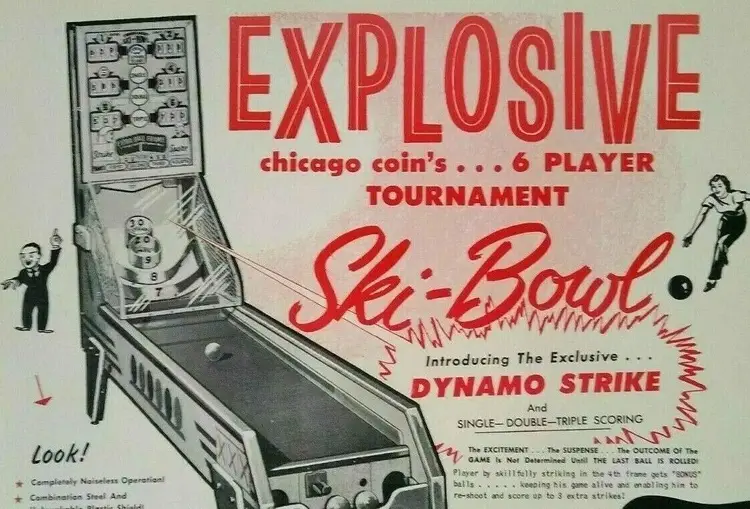 EXPLOSIVE
chicago coin's . . . 6 PLAYER
TOURNAMENT
Ski-Bowl
Introducing The Exclusive . . .
DYNAMO STRIKE
And
SINGLE—DOUBLE—TRIPLE SCORING
The EXCITEMENT . . . The SUSPENSE . . . The OUTCOME Of The
GAME Is Not Determined Until THE LAST BALL IS ROLLED!
Player by skillfully striking in the 4th frame gets "BONUS"
balls . . . . . . keeping his game alive and enabling him to
re-shoot and score up to 3 extra strikes!
30
20
9
8
7
XXX
Look!
★ Completely Noiseless Operation!
★ Combination Steel And
Plastic Shield!